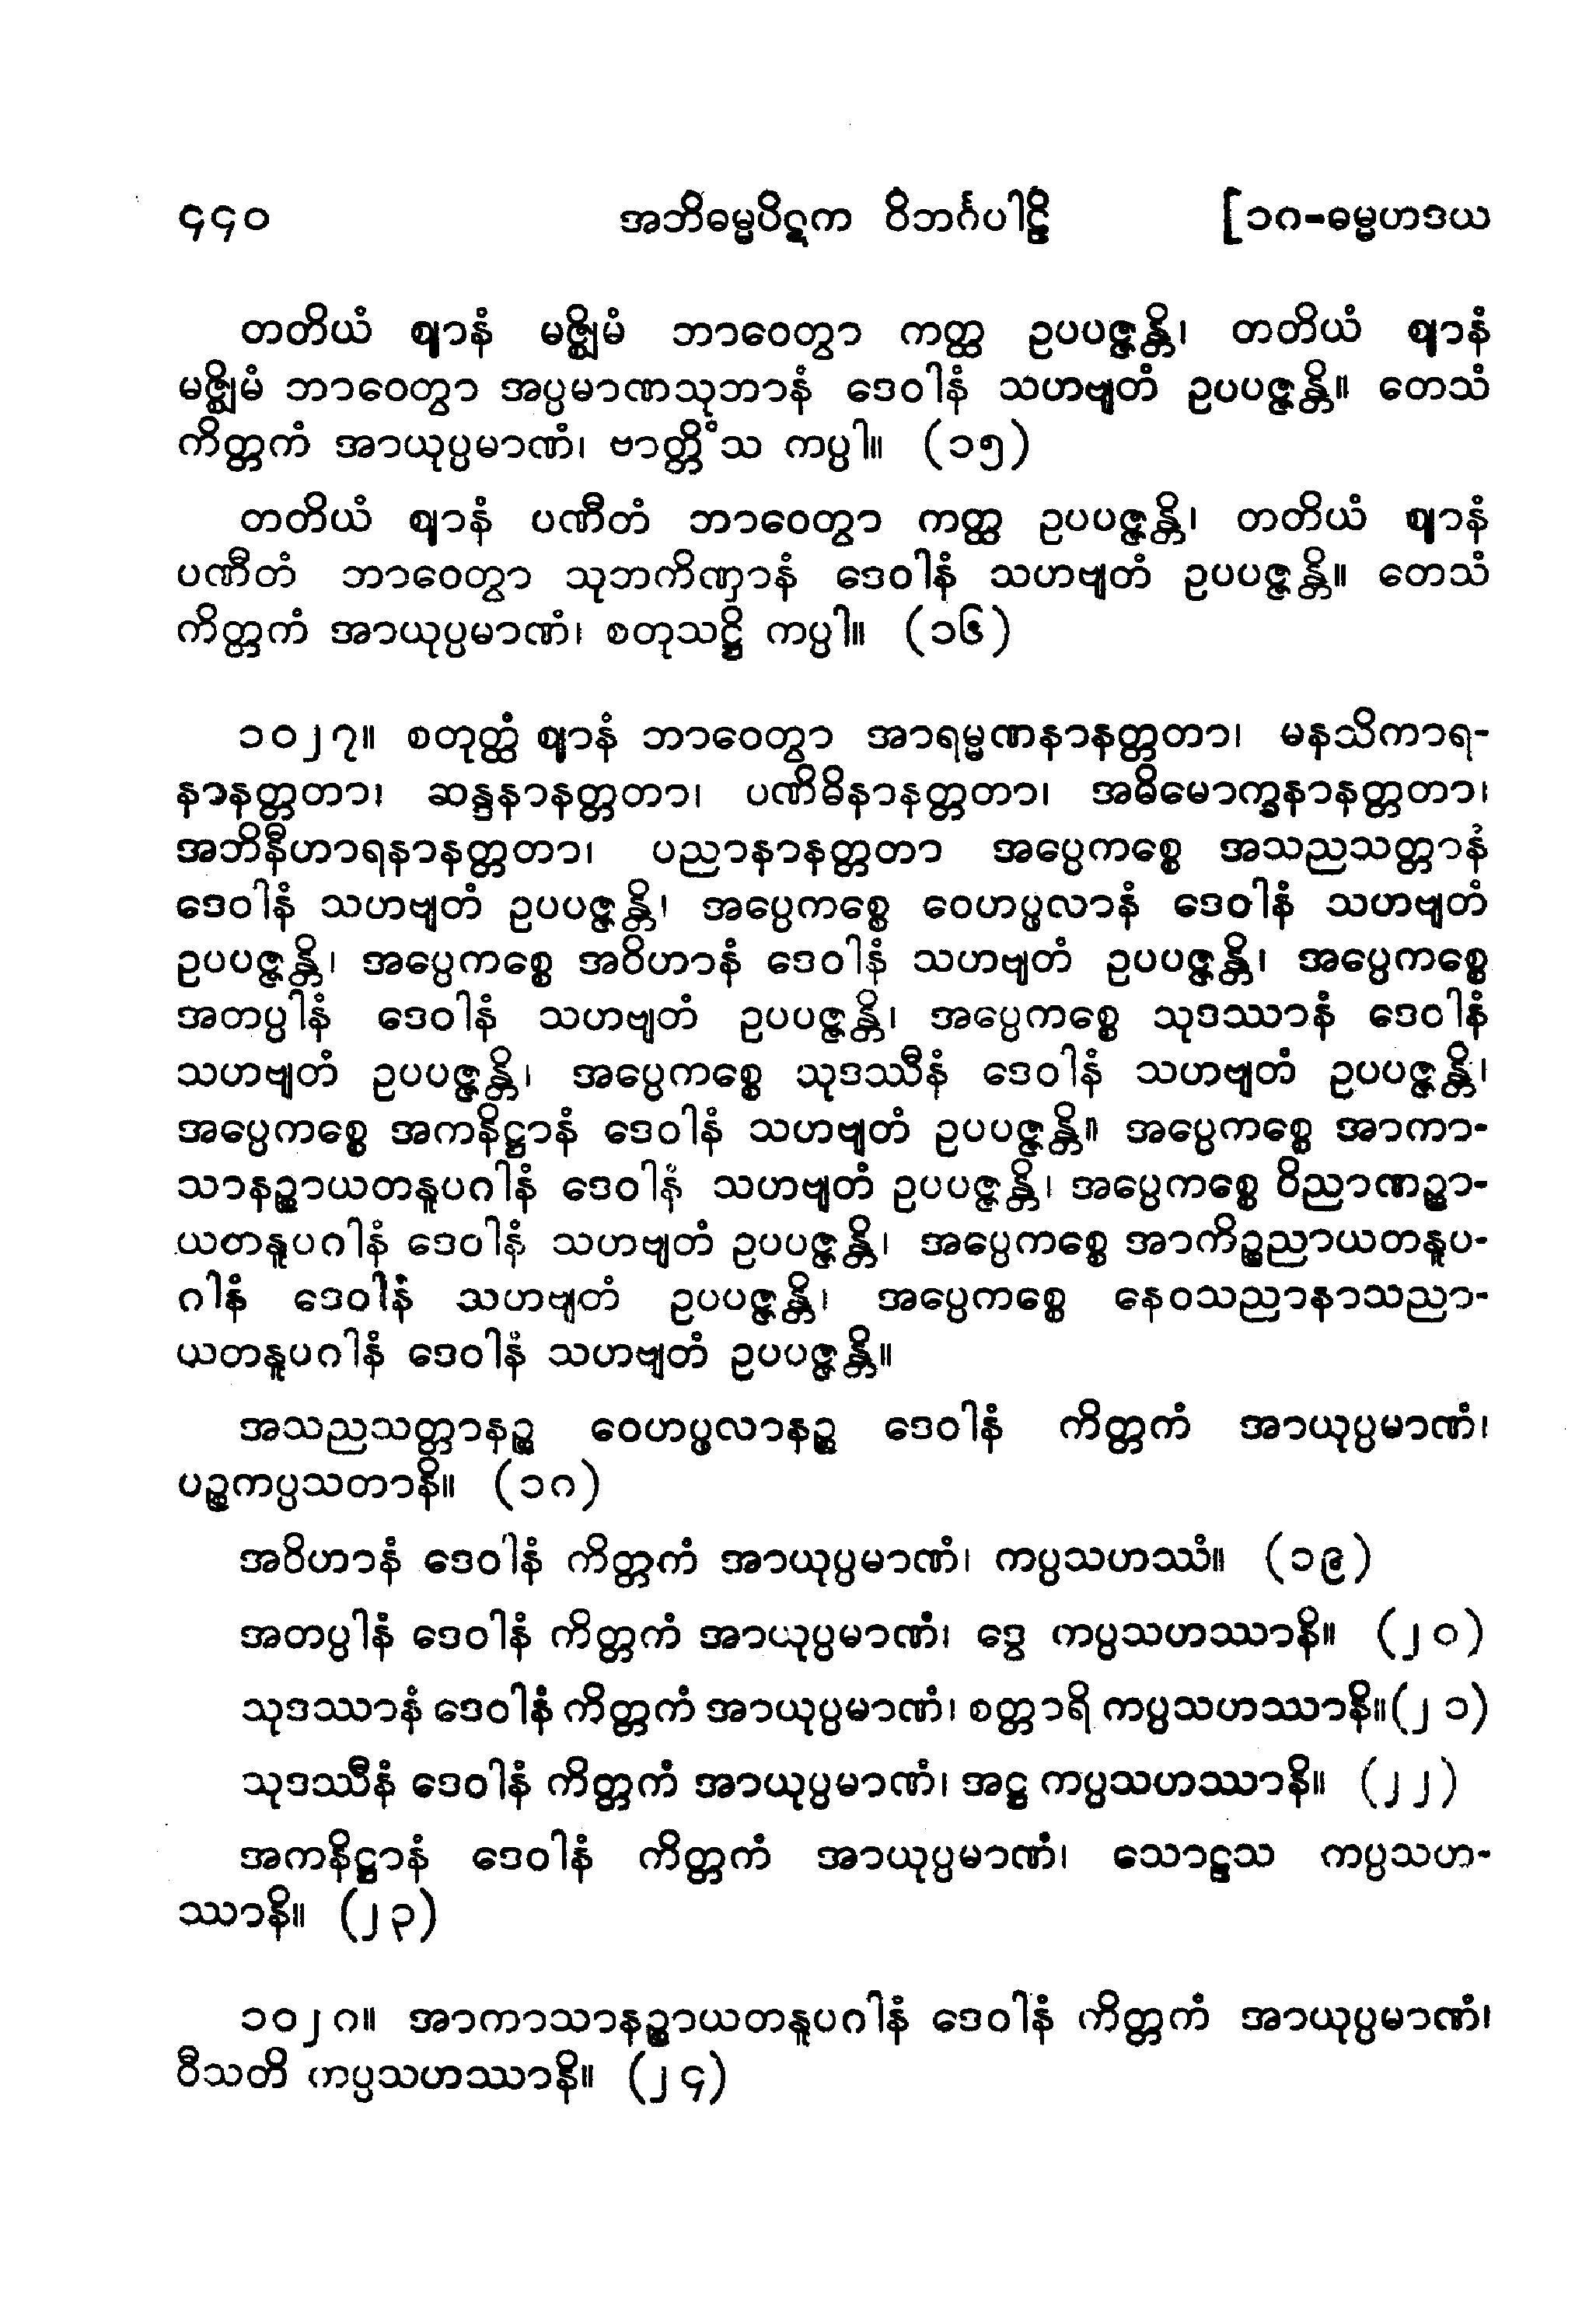 ၄၄၀ အဘိဓမ္မပိဋက ဝိဘင်္ဂပါဠိ [၁၈-ဓမ္မဟဒယ
တတိယံ ဈာနံ မဇ္ဈိမံ ဘာဝေတွာ ကတ္ထ ဥပပဇ္ဇန္တိ၊ တတိယံ ဈာနံ
မဇ္ဈိမံ ဘာဝေတွာ အပ္ပမာဏသုဘာနံ ဒေဝါနံ သဟဗျတံ ဥပပဇ္ဇန္တိ။ တေသံ
ကိတ္တကံ အာယုပ္ပမာဏံ၊ ဗာတ္တိံသ ကပ္ပါ။ (၁၅)
တတိယံ ဈာနံ ပဏီတံ ဘာဝေတွာ ကတ္ထ ဥပပဇ္ဇန္တိ၊ တတိယံ ဈာနံ
ပဏီတံ ဘာဝေတွာ သုဘကိဏှာနံ ဒေဝါနံ သဟဗျတံ ဥပပဇ္ဇန္တိ။ တေသံ
ကိတ္တကံ အာယုပ္ပမာဏံ၊ စတုသဋ္ဌိ ကပ္ပါ။ (၁၆)
၁၀၂၇။ စတုတ္ထံ ဈာနံ ဘာဝေတွာ အာရမ္မဏနာနတ္တတာ၊ မနသိကာရ-
နာနတ္တတာ၊ ဆန္ဒနာနတ္တတာ၊ ပဏိဓိနာနတ္တတာ၊ အဓိမောက္ခနာနတ္တတာ၊
အဘိနီဟာရနာနတ္တတာ၊ ပညာနာနတ္တတာ အပ္ပေကစ္စေ အသညသတ္တာနံ
ဒေဝါနံ သဟဗျတံ ဥပပဇ္ဇန္တိ၊ အပ္ပေကစ္စေ ဝေဟပ္ဖလာနံ ဒေဝါနံ သဟဗျတံ
ဥပပဇ္ဇန္တိ၊ အပ္ပေကစ္စေ အဝိဟာနံ ဒေဝါနံ သဟဗျတံ ဥပပဇ္ဇန္တိ၊ အပ္ပေကစ္စေ
အတပ္ပါနံ ဒေဝါနံ သဟဗျတံ ဥပပဇ္ဇန္တိ၊ အပ္ပေကစ္စေ သုဒဿာနံ ဒေဝါနံ
သဟဗျတံ ဥပပဇ္ဇန္တိ၊ အပ္ပေကစ္စေ သုဒဿီနံ ဒေဝါနံ သဟဗျတံ ဥပပဇ္ဇန္တိ၊
အပ္ပေကစ္စေ အကနိဋ္ဌာနံ ဒေဝါနံ သဟဗျတံ ဥပပဇ္ဇန္တိ။ အပ္ပေကစ္စေ အာကာ-
သာနဉ္စာယတနူပဂါနံ ဒေဝါနံ သဟဗျတံ ဥပပဇ္ဇန္တိ၊ အပ္ပေကစ္စေ ဝိညာဏဉ္စာ-
ယတနူပဂါနံ ဒေဝါနံ သဟဗျတံ ဥပပဇ္ဇန္တိ၊ အပ္ပေကစ္စေ အာကိဉ္စညာယတနူပ-
ဂါနံ ဒေဝါနံ သဟဗျတံ ဥပပဇ္ဇန္တိ၊ အပ္ပေကစ္စေ နေဝသညာနာသညာ-
ယတနူပဂါနံ ဒေဝါနံ သဟဗျတံ ဥပပဇ္ဇန္တိ။
အသညသတ္တာနဉ္စ ဝေဟပ္ဖလာနဉ္စ ဒေဝါနံ ကိတ္တကံ အာယုပ္ပမာဏံ၊
ပဉ္စကပ္ပသတာနိ။ (၁၈)
အဝိဟာနံ ဒေဝါနံ ကိတ္တကံ အာယုပ္ပမာဏံ၊ ကပ္ပသဟဿံ။ (၁၉)
အတပ္ပါနံ ဒေဝါနံ ကိတ္တကံ အာယုပ္ပမာဏံ၊ ဒွေ ကပ္ပသဟဿာနိ။ (၂၀)
သုဒဿာနံ ဒေဝါနံ ကိတ္တကံ အာယုပ္ပမာဏံ၊ စတ္တာရိ ကပ္ပသဟဿာနိ။(၂၁)
သုဒဿီနံ ဒေဝါနံ ကိတ္တကံ အာယုပ္ပမာဏံ၊ အဋ္ဌ ကပ္ပသဟဿာနိ။ (၂၂)
အကနိဋ္ဌာနံ ဒေဝါနံ ကိတ္တကံ အာယုပ္ပမာဏံ၊ သောဠသ ကပ္ပသဟ-
ဿာနိ။ (၂၃)
၁၀၂၈။ အာကာသာနဉ္စာယတနူပဂါနံ ဒေဝါနံ ကိတ္တကံ အာယုပ္ပမာဏံ၊
ဝီသတိ ကပ္ပသဟဿာနိ။ (၂၄)